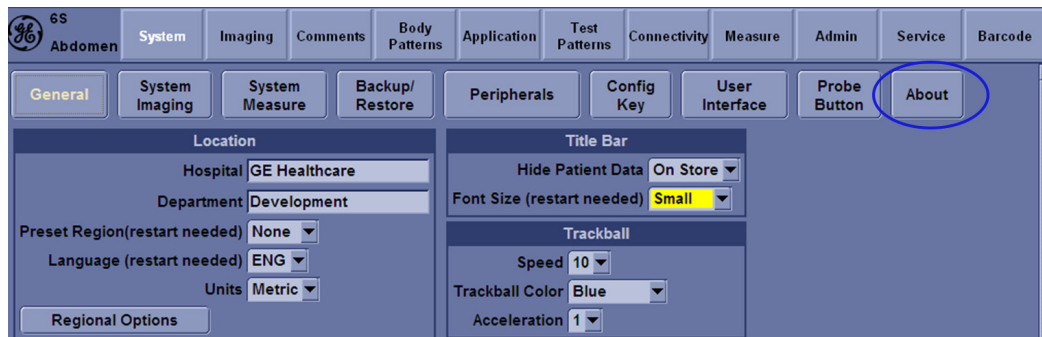 6S
Abdomen
System
Imaging
Comments
Body
Patterns
Application
Test
Patterns
Connectivity
Measure
Admin
Service
Barcode
General
System
Imaging
System
Measure
Backup/
Restore
Peripherals
Config
Key
User
Interface
Probe
Button
About
Location
Hospital GE Healthcare
Department Development
Preset Region(restart needed) None
Language (restart needed) ENG
Units Metric
Regional Options
Title Bar
Hide Patient Data On Store
Font Size (restart needed) Small
Trackball
Speed 10
Trackball Color Blue
Acceleration 1